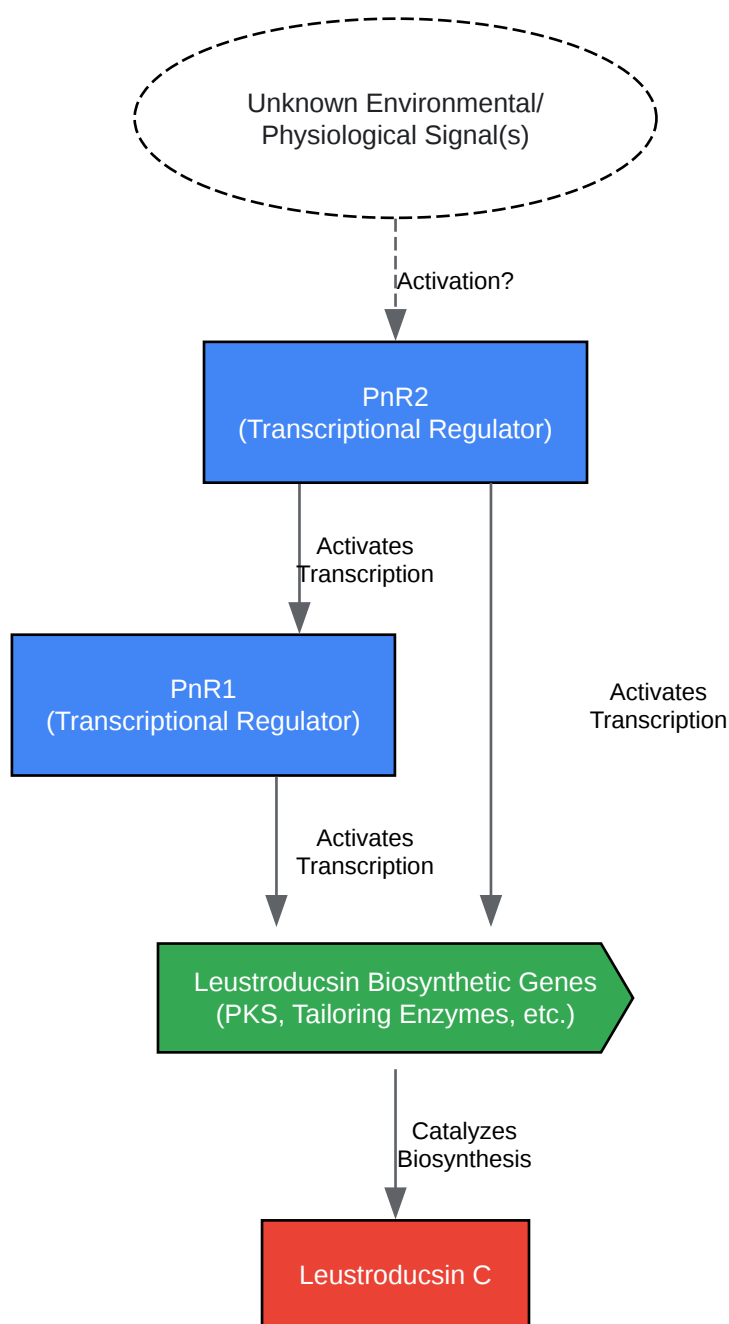 Unknown Environmental/
Physiological Signal(s)
Activation?
PnR2
(Transcriptional Regulator)
Activates
Transcription
PnR1
(Transcriptional Regulator)
Activates
Transcription
Activates
Transcription
Leustroducsin Biosynthetic Genes
(PKS, Tailoring Enzymes, etc.)
Catalyzes
Biosynthesis
Leustroducsin C